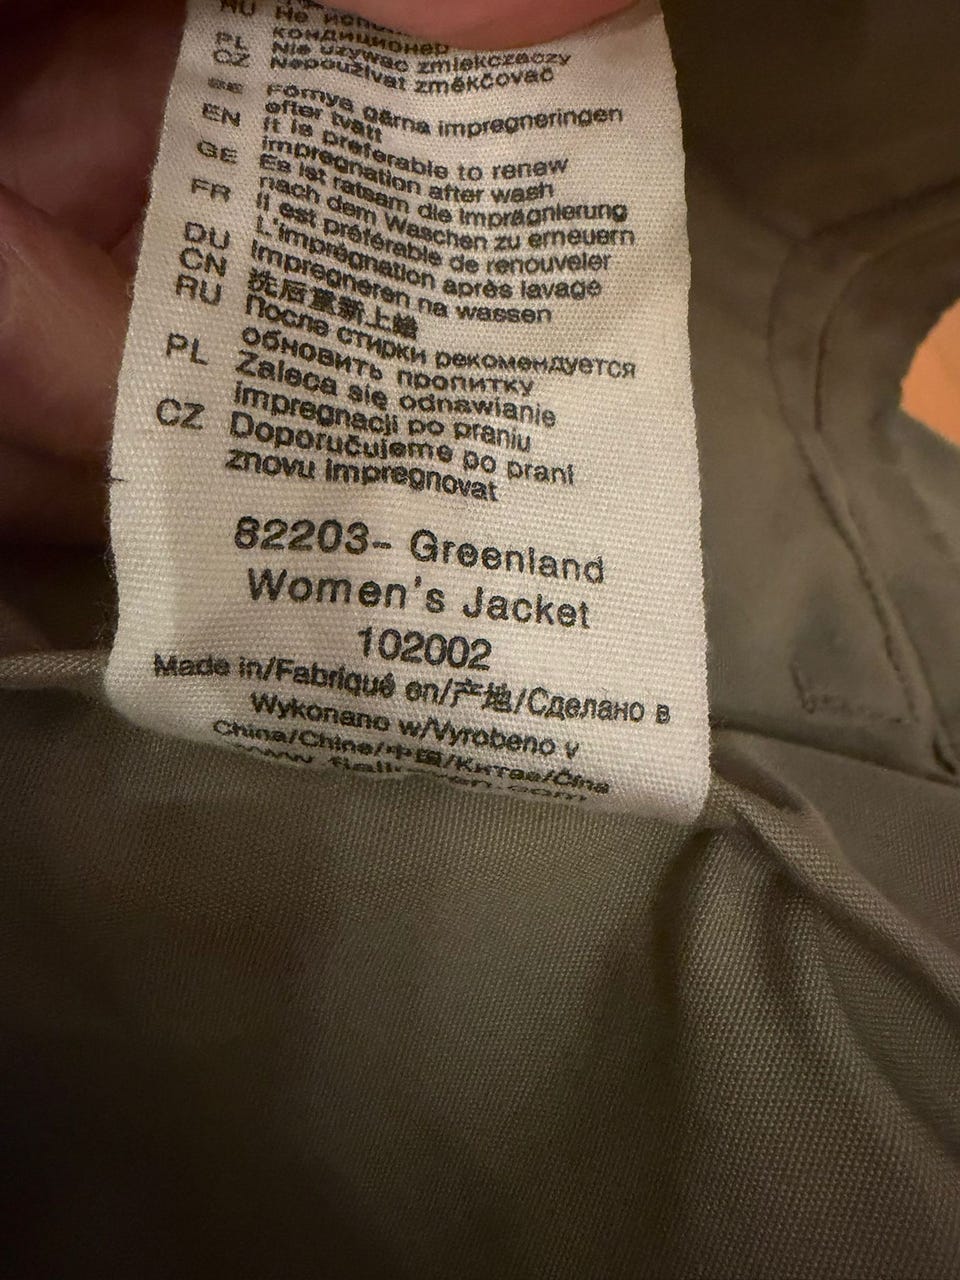 RU Не
кондиционер
PL Nie używać zmiękczaczy
CZ Nepoužívat změkčovač
SE Förnya gärna impregneringen
efter tvätt
EN It is preferable to renew
impregnation after wash
GE Es ist ratsam die Imprägnierung
nach dem Waschen zu erneuern
FR Il est préférable de renouveler
L'imprégnation après lavage
DU Impregneren na wassen
CN 洗后重新上蜡
RU После стирки рекомендуется
обновить пропитку
PL Zaleca się odnawianie
impregnacji po praniu
CZ Doporučujeme po praní
znovu impregnovat
82203- Greenland
Women's Jacket
102002
Made in/Fabriqué en/产地/Сделано в
Wykonano w/Vyrobeno v
China/Chine/中国/Китае/Čína